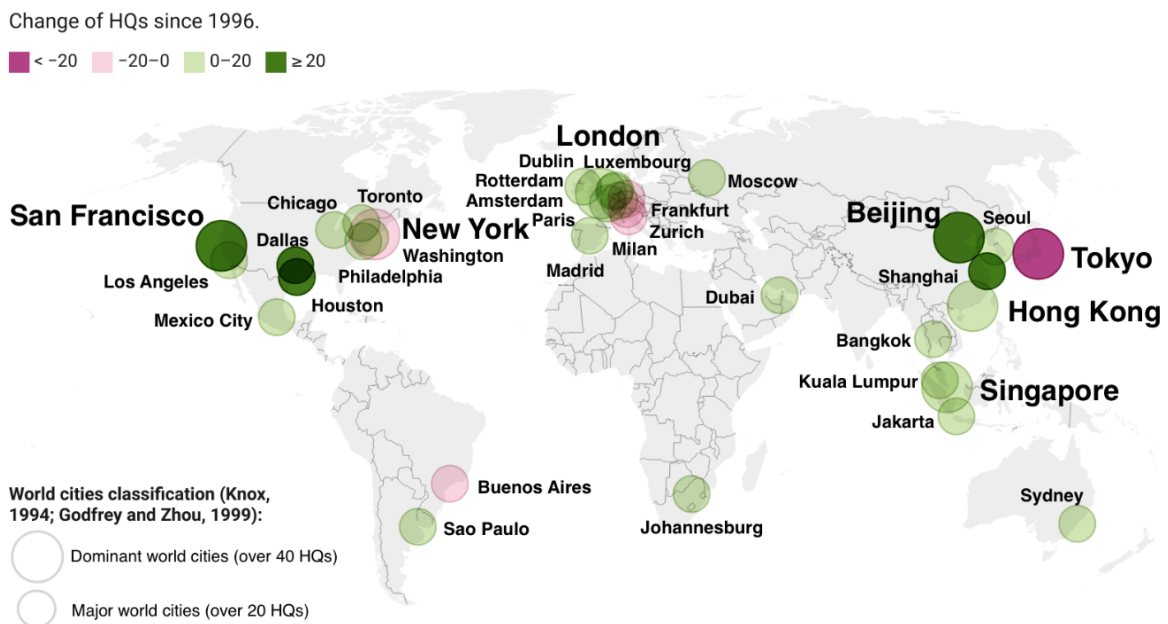 Change of HQs since 1996.
< −20 −20–0 0–20 ≥ 20
London
Dublin Luxembourg
Rotterdam
Moscow
Amsterdam
Toronto
Chicago
San Francisco
Paris
Frankfurt
New York
Zurich
Beijing
Seoul
Dallas
Milan
Washington
Tokyo
Madrid
Philadelphia
Shanghai
Los Angeles
Houston
Dubai
Hong Kong
Mexico City
Bangkok
Kuala Lumpur
Singapore
Jakarta
Buenos Aires
Sydney
Sao Paulo
Johannesburg
World cities classification (Knox,
1994; Godfrey and Zhou, 1999):
Dominant world cities (over 40 HQs)
Major world cities (over 20 HQs)